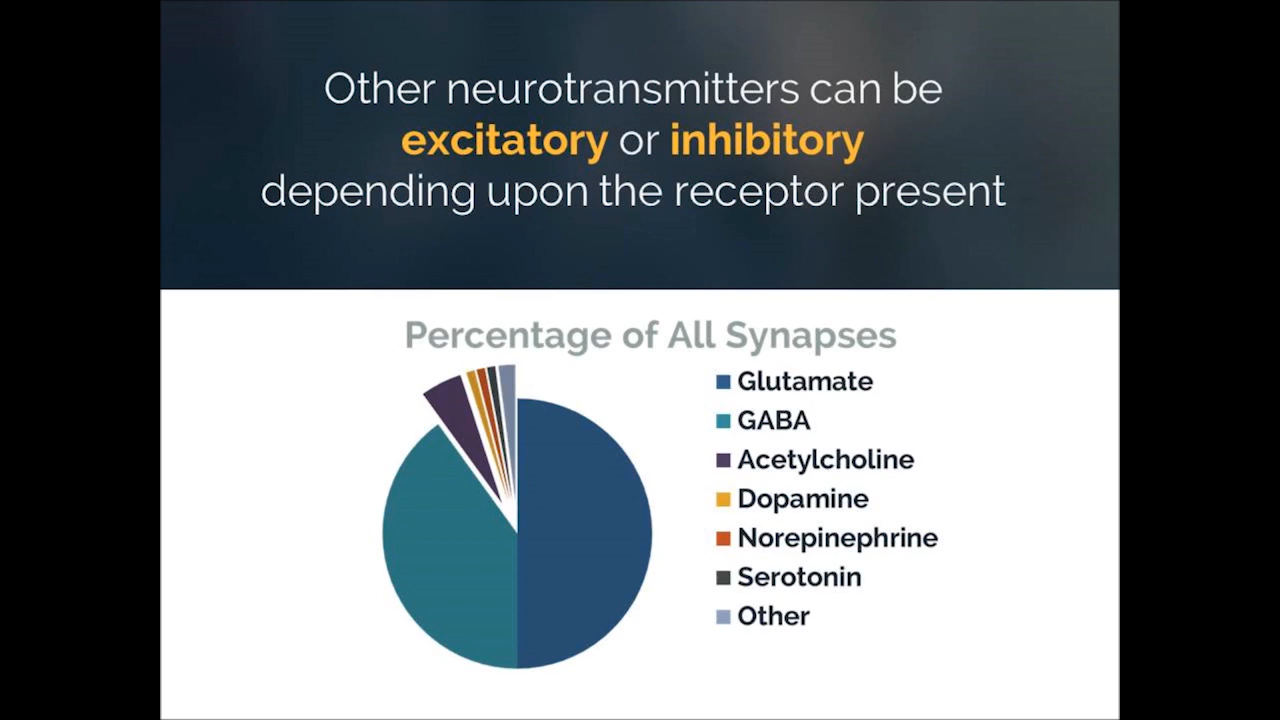 Other neurotransmitters can be
excitatory or inhibitory
depending upon the receptor present
Percentage of All Synapses
Glutamate
GABA
Acetylcholine
Dopamine
Norepinephrine
Serotonin
Other